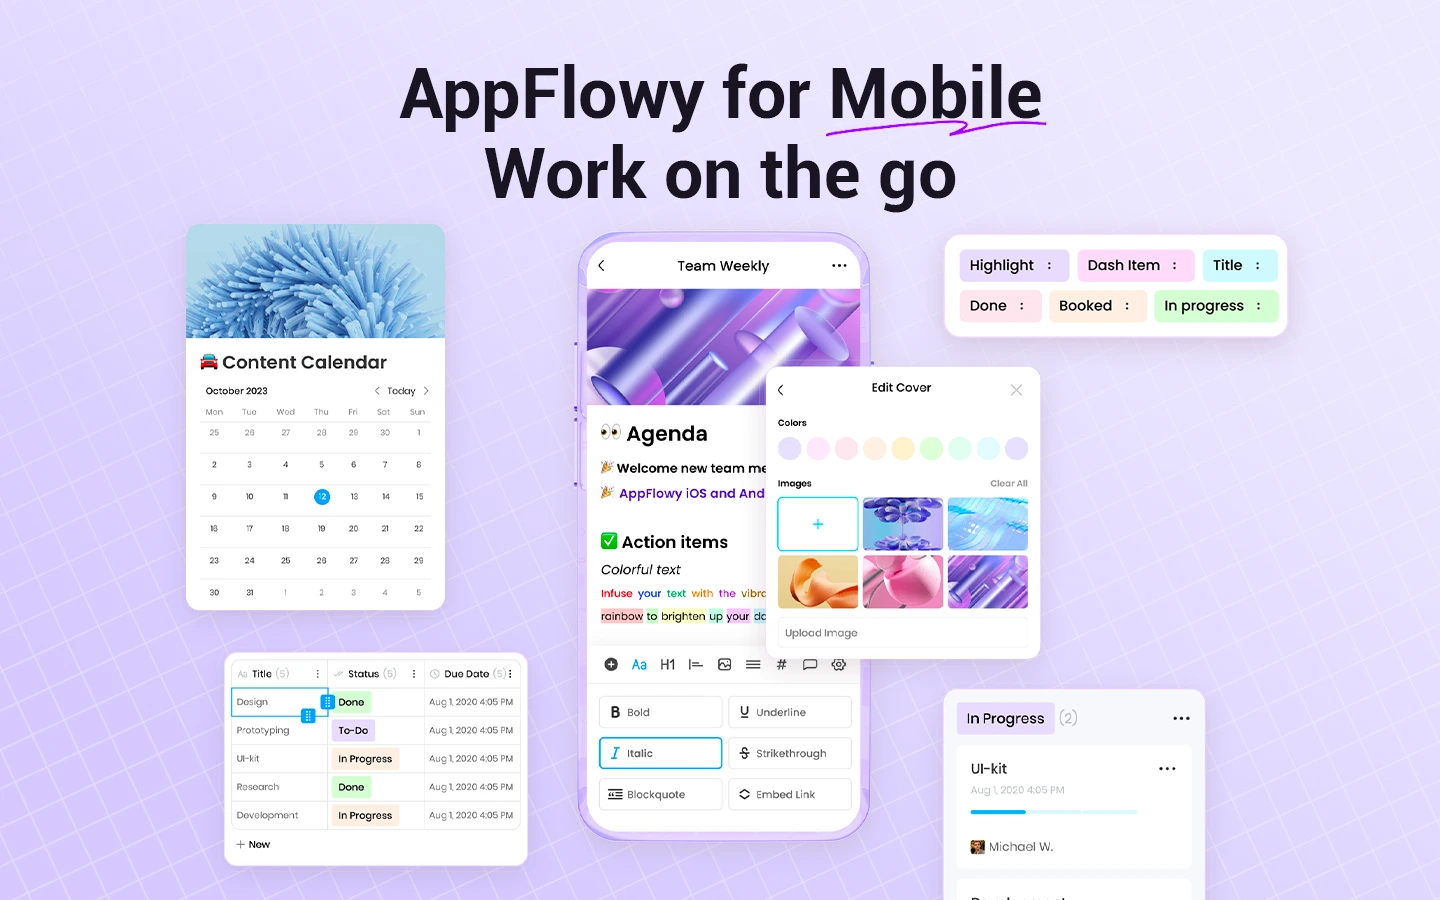 AppFlowy for Mobile
Work on the go
Content Calendar
October 2023
Today
Mon Tue Wed Thu Fri Sat Sun
25 26 27 28 29 30 1
2 3 4 5 6 7 8
9 10 11 12 13 14 15
16 17 18 19 20 21 22
23 24 25 26 27 28 29
30 31 1 2 3 4 5
Aa Title (5) Status (5) Due Date (5)
Design Done Aug 1, 2020 4:05 PM
Prototyping To-Do Aug 1, 2020 4:05 PM
UI-kit In Progress Aug 1, 2020 4:05 PM
Research Done Aug 1, 2020 4:05 PM
Development In Progress Aug 1, 2020 4:05 PM
+ New
Team Weekly
Agenda
Welcome new team me
AppFlowy iOS and And
Action items
Colorful text
Infuse your text with the vibra
rainbow to brighten up your da
Aa H1 #
B Bold U Underline
I Italic S Strikethrough
Blockquote Embed Link
Edit Cover
Colors
Images Clear All
+
Upload Image
Highlight : Dash Item : Title :
Done : Booked : In progress :
In Progress (2)
UI-kit
Aug 1, 2020 4:05 PM
Michael W.